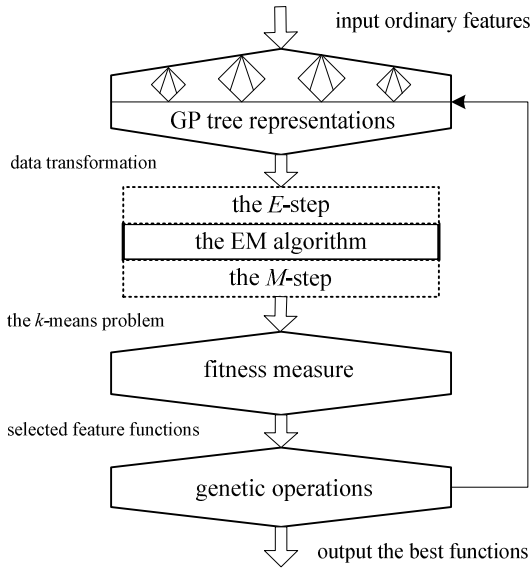 input ordinary features
GP tree representations
data transformation
the E-step
the EM algorithm
the M-step
the k-means problem
fitness measure
selected feature functions
genetic operations
output the best functions